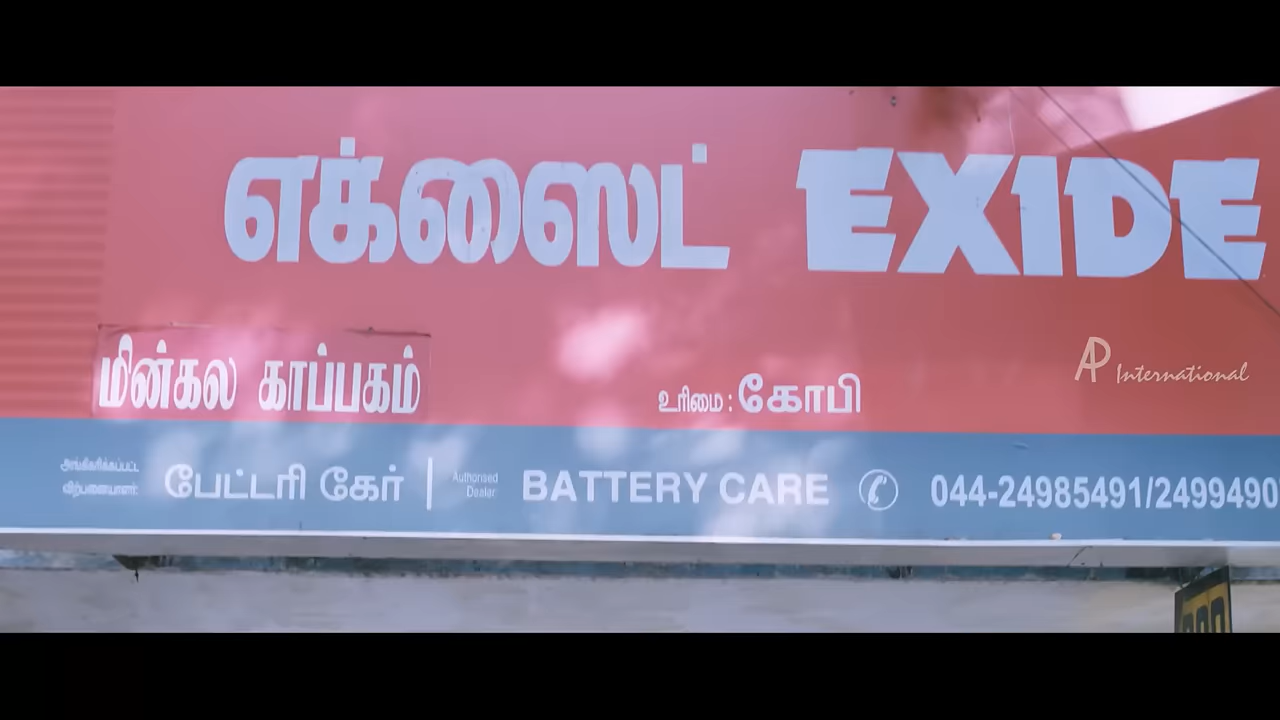 எக்ஸைட் EXIDE
மின்கல காப்பகம்
உரிமை : கோபி
AP International
அங்கீகரிக்கப்பட்ட
விற்பனையாளர்:
பேட்டரி கேர்
Authorised
Dealer
BATTERY CARE
044-24985491/2499490